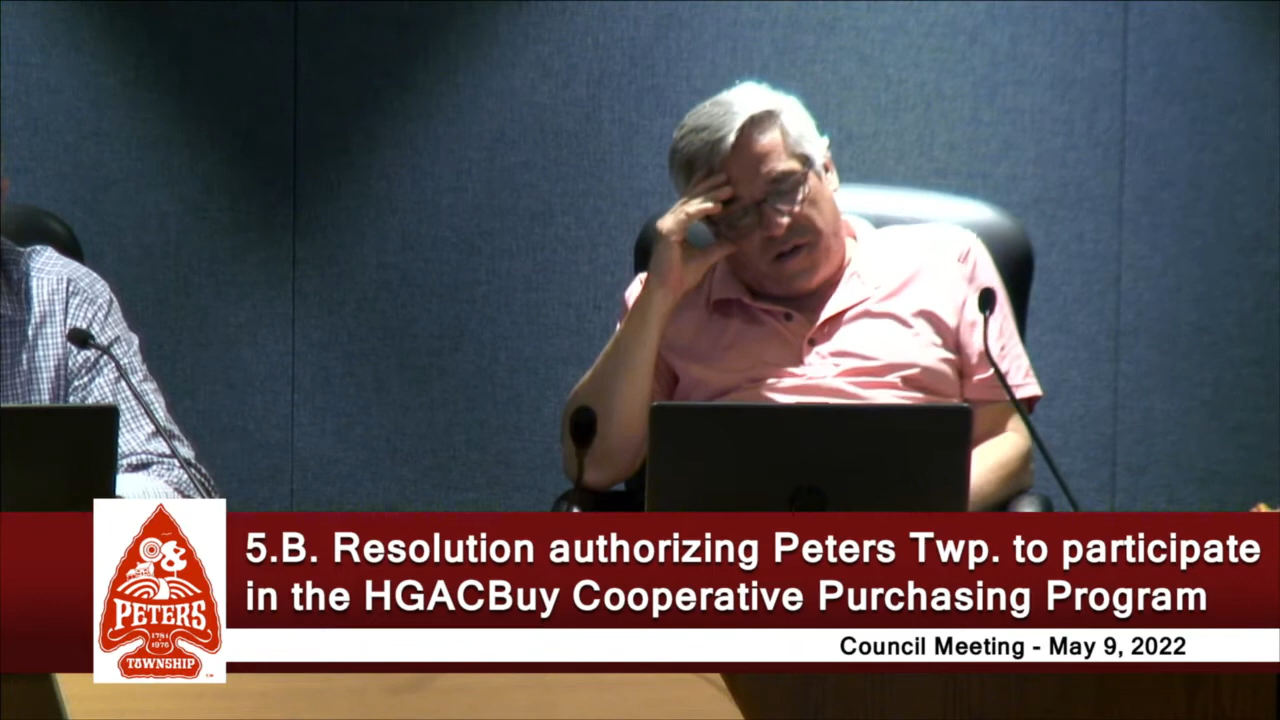 5.B. Resolution authorizing Peters Twp. to participate
in the HGACBuy Cooperative Purchasing Program
Council Meeting - May 9, 2022
PETERS
1781
1976
TOWNSHIP